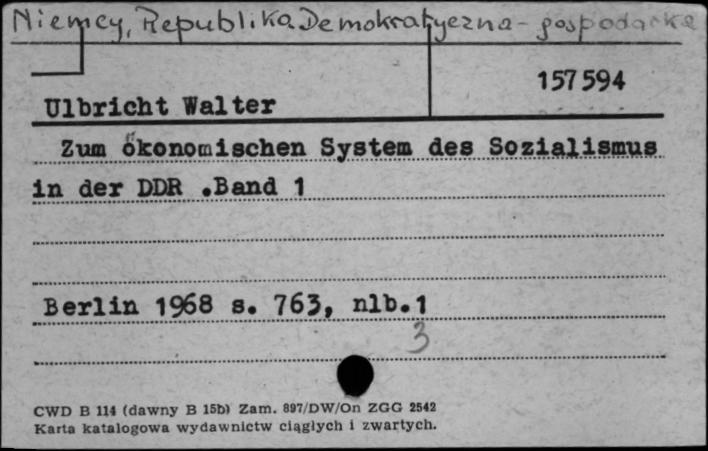 Niemcy, Republika Demokratyczna - gospodarka
157594
Ulbricht Walter
Zum ökonomischen System des Sozialismus
in der DDR .Band 1
Berlin 1968 s. 763, nlb.1
3
CWD B 114 (dawny B 15b) Zam. 897/DW/On ZGG 2542
Karta katalogowa wydawnictw ciągłych i zwartych.